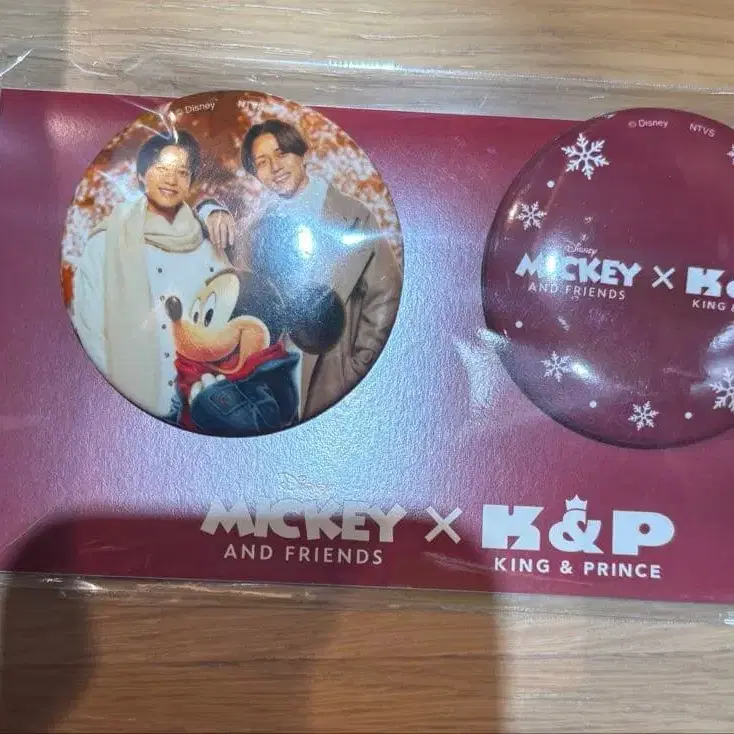 © Disney NTVS
© Disney NTVS
Disney
MICKEY × K&
AND FRIENDS KING &
Disney
MICKEY × K&P
AND FRIENDS KING & PRINCE